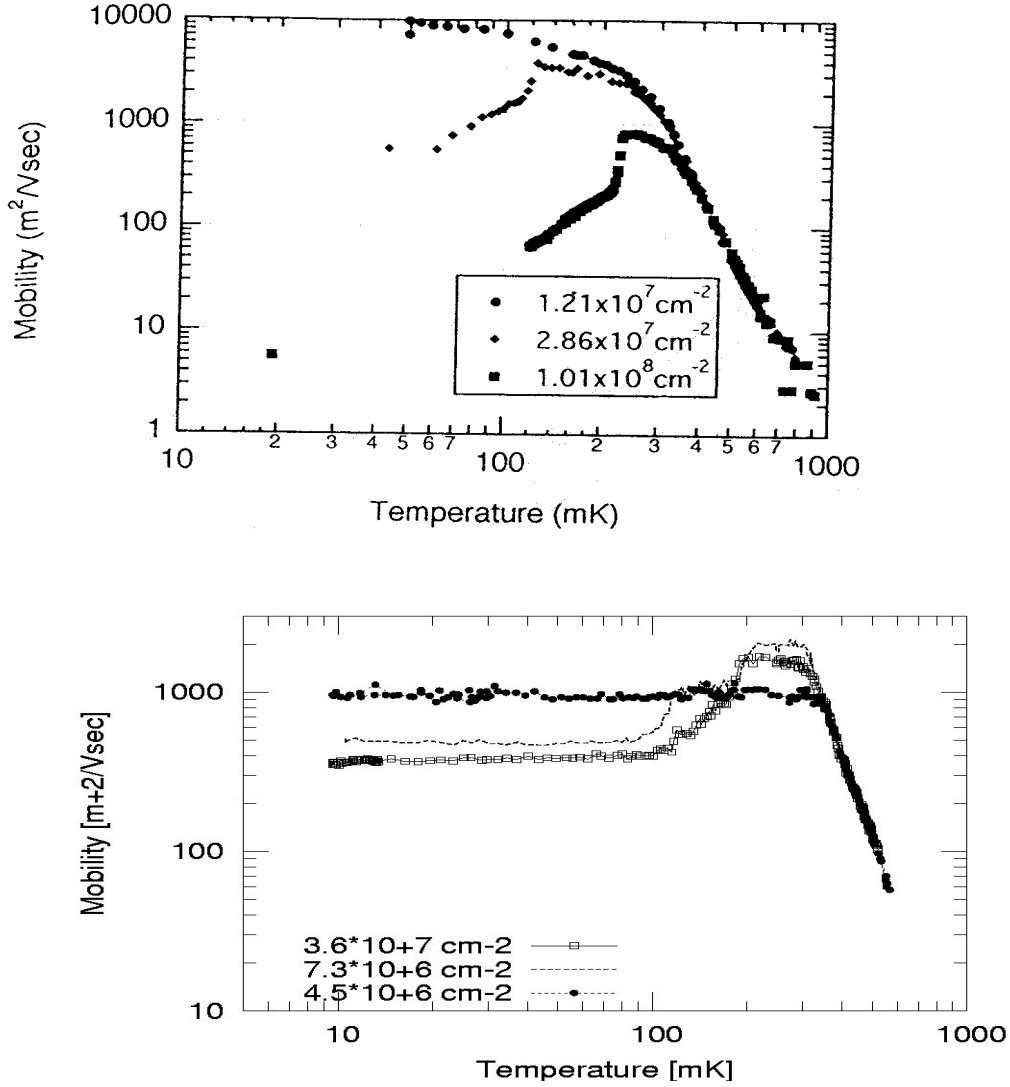 10000
1000
100
10
1
Mobility (m²/Vsec)
1.21x10⁷cm⁻²
2.86x10⁷cm⁻²
1.01x10⁸cm⁻²
2 3 4 5 6 7 2 3 4 5 6 7
10 100 1000
Temperature (mK)
1000
100
10
Mobility [m+2/Vsec]
3.6*10+7 cm-2
7.3*10+6 cm-2
4.5*10+6 cm-2
10 100 1000
Temperature [mK]